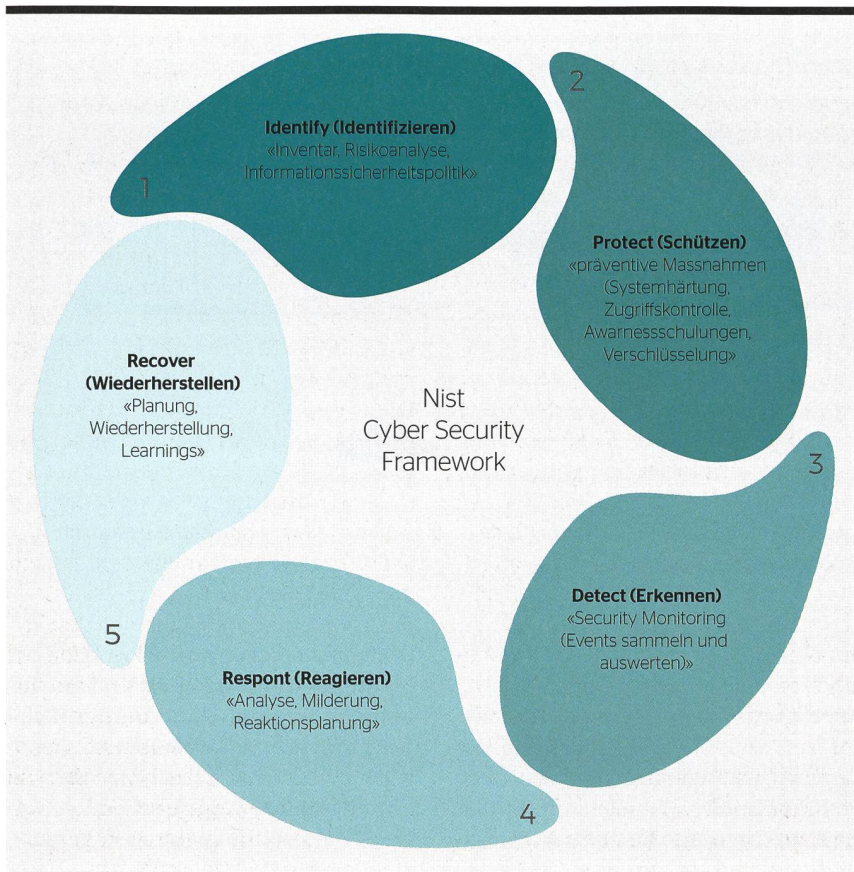 1
Identify (Identifizieren)
«Inventar, Risikoanalyse,
Informationssicherheitspolitik»
2
Protect (Schützen)
«präventive Massnahmen
(Systemhärtung,
Zugriffskontrolle,
Awarnessschulungen,
Verschlüsselung»
3
Detect (Erkennen)
«Security Monitoring
(Events sammeln und
auswerten)»
4
Respont (Reagieren)
«Analyse, Milderung,
Reaktionsplanung»
5
Recover
(Wiederherstellen)
«Planung,
Wiederherstellung,
Learnings»
Nist
Cyber Security
Framework